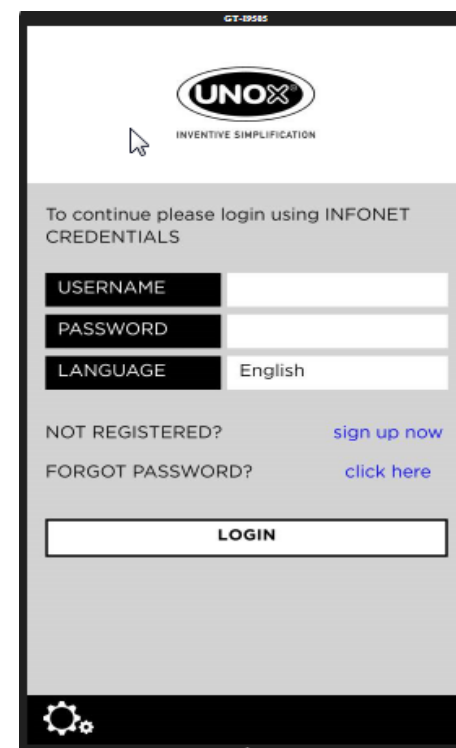 GT-I9505
UNOX®
INVENTIVE SIMPLIFICATION
To continue please login using INFONET
CREDENTIALS
USERNAME
PASSWORD
LANGUAGE English
NOT REGISTERED? sign up now
FORGOT PASSWORD? click here
LOGIN